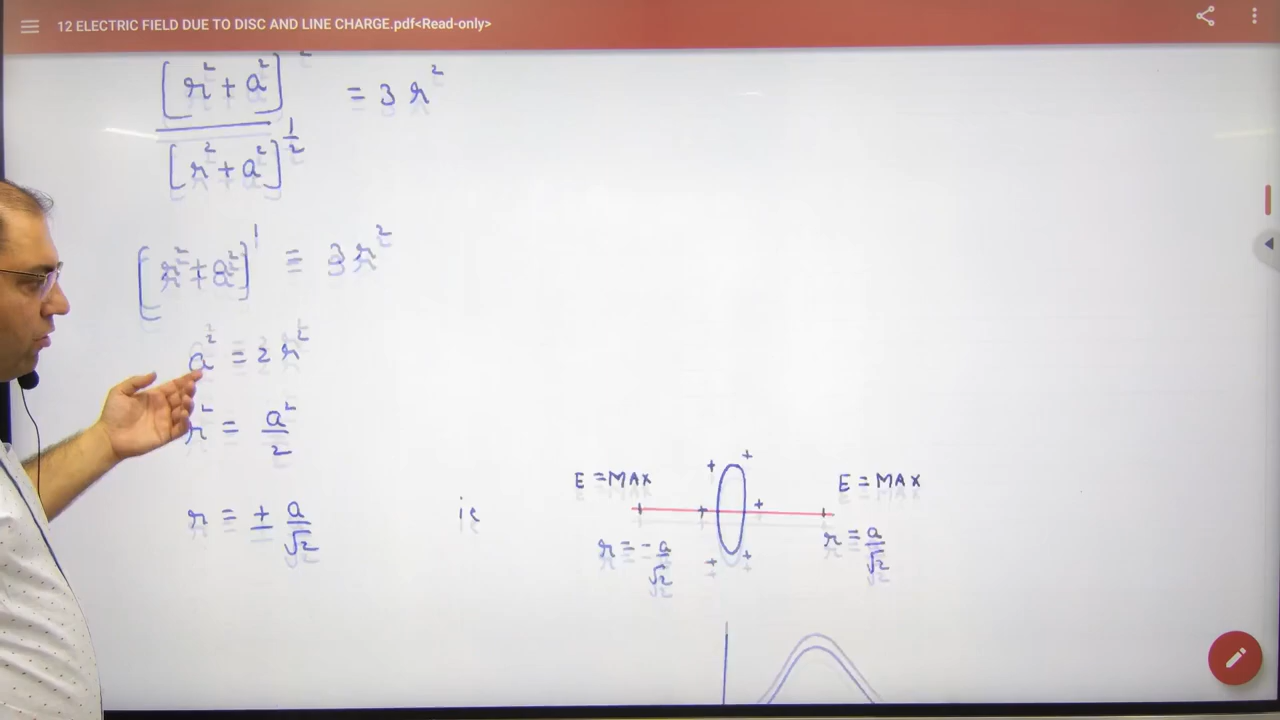 12 ELECTRIC FIELD DUE TO DISC AND LINE CHARGE.pdf<Read-only>
[r² + a²] / [r² + a²]^1/2 = 3r²
[r² + a²]¹ = 3r²
a² = 2r²
r² = a²/2
r = ± a/√2 ie
E = MAX E = MAX
r = -a/√2 r = a/√2
+ + + + + +